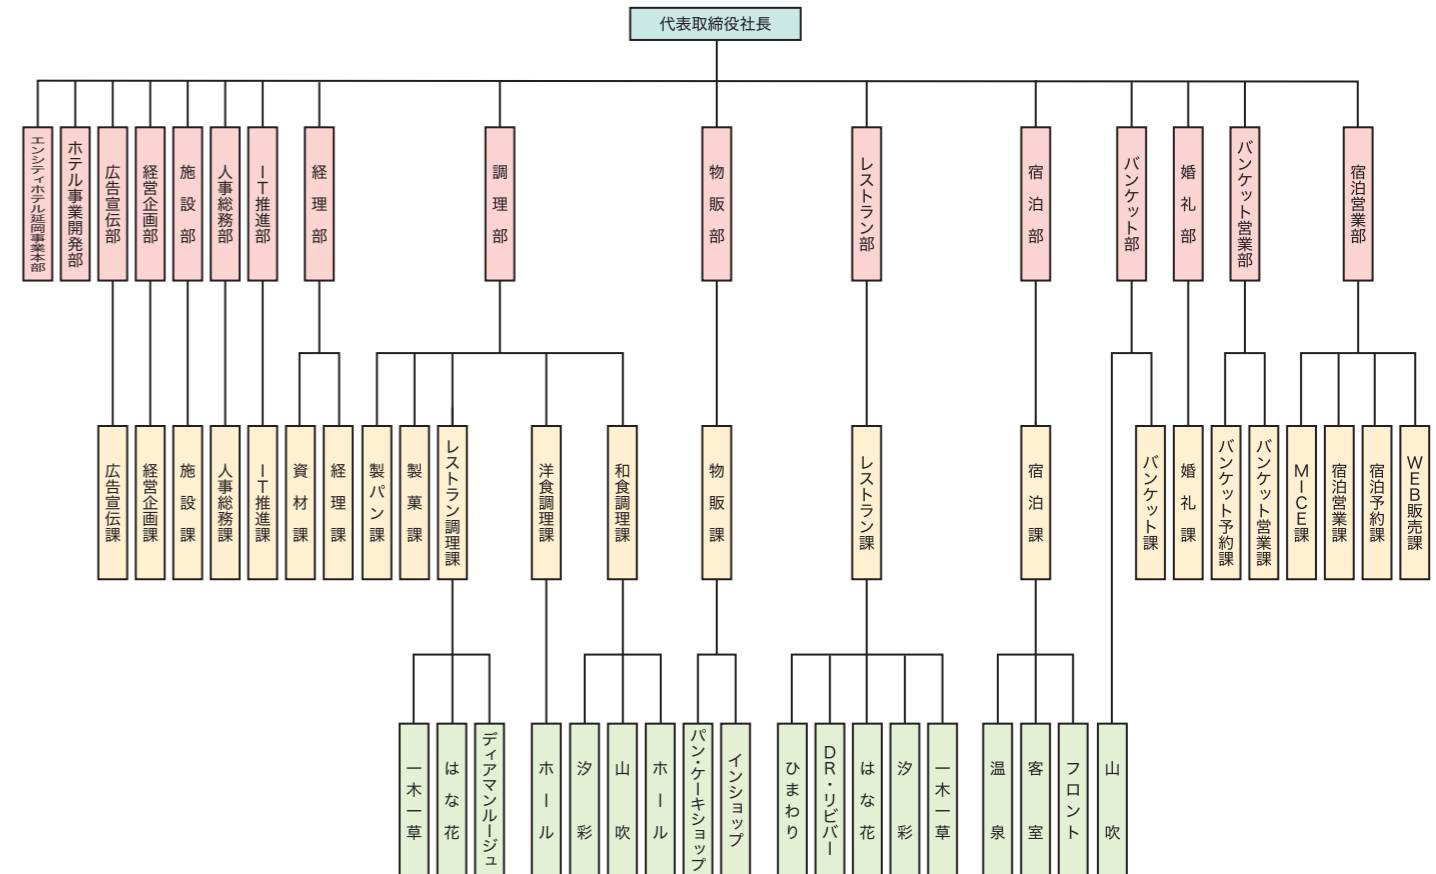 代表取締役社長
エンシティホテル延岡事業本部
ホテル事業開発部
広告宣伝部
経営企画部
施設部
人事総務部
IT推進部
経理部
調理部
物販部
レストラン部
宿泊部
バンケット部
婚礼部
バンケット営業部
宿泊営業部
広告宣伝課
経営企画課
施設課
人事総務課
IT推進課
資材課
経理課
製パン課
製菓課
レストラン調理課
洋食調理課
和食調理課
物販課
レストラン課
宿泊課
バンケット課
婚礼課
バンケット予約課
バンケット営業課
MICE課
宿泊営業課
宿泊予約課
WEB販売課
一木一草
はな花
ディアマンルージュ
ホール
汐彩
山吹
ホール
パン・ケーキショップ
インショップ
ひまわり
DR・リバー
はな花
汐彩
一木一草
温泉
客室
フロント
山吹